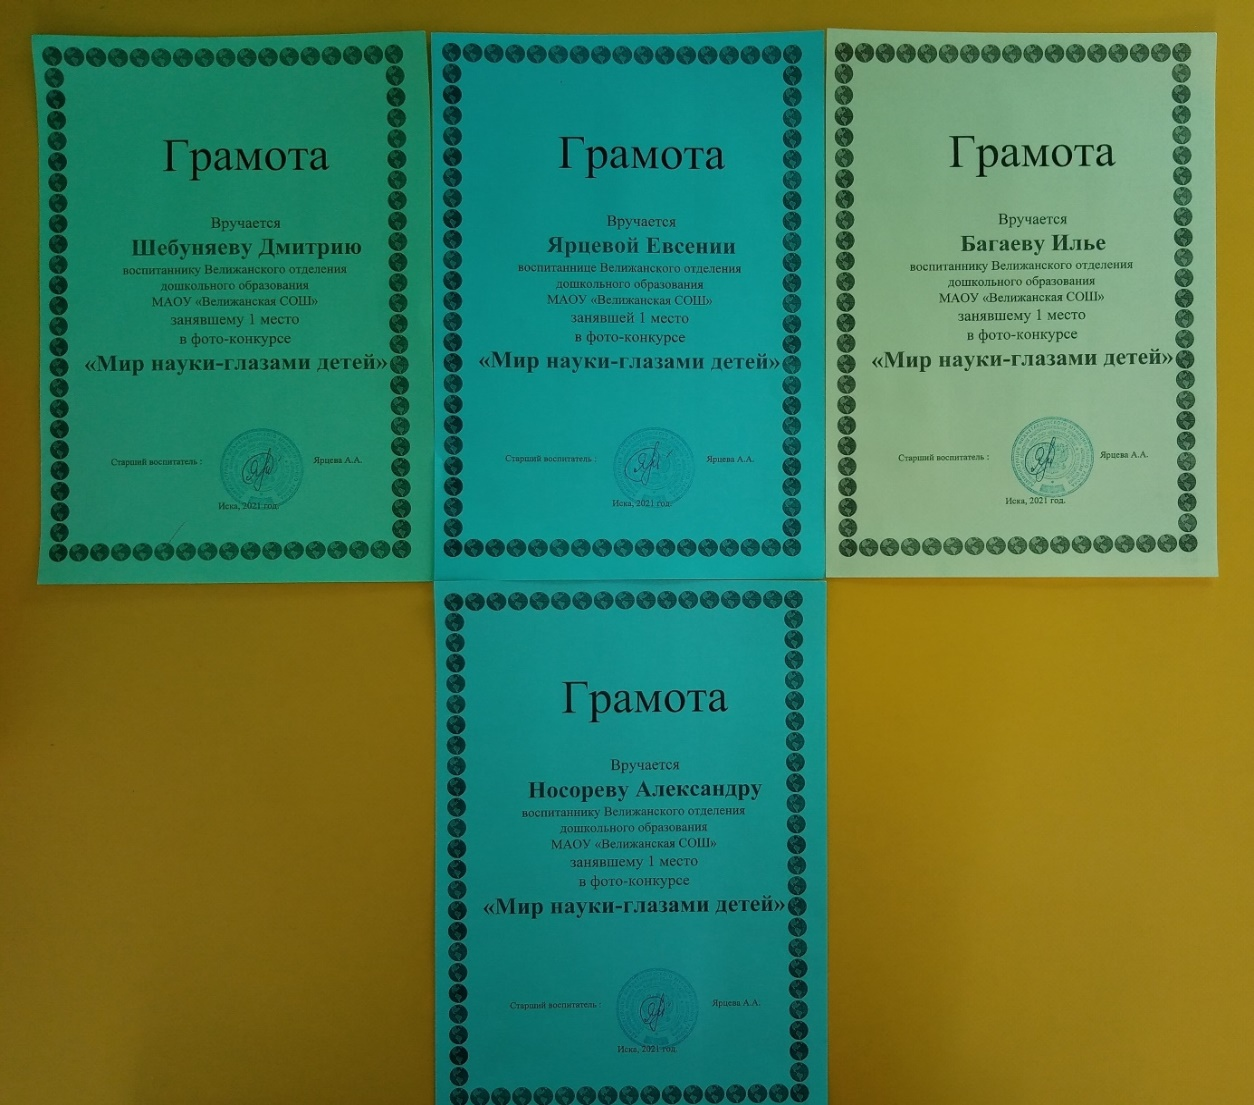 Грамота
Вручается
Шебуняеву Дмитрию
воспитаннику Велижанского отделения
дошкольного образования
МАОУ «Велижанская СОШ»
занявшему 1 место
в фото-конкурсе
«Мир науки-глазами детей»
Старший воспитатель : Ярцева А.А.
Иска, 2021 год.
Грамота
Вручается
Ярцевой Евсении
воспитаннице Велижанского отделения
дошкольного образования
МАОУ «Велижанская СОШ»
занявшей 1 место
в фото-конкурсе
«Мир науки-глазами детей»
Старший воспитатель : Ярцева А.А.
Иска, 2021 год.
Грамота
Вручается
Багаеву Илье
воспитаннику Велижанского отделения
дошкольного образования
МАОУ «Велижанская СОШ»
занявшему 1 место
в фото-конкурсе
«Мир науки-глазами детей»
Старший воспитатель : Ярцева А.А.
Иска, 2021 год.
Грамота
Вручается
Носореву Александру
воспитаннику Велижанского отделения
дошкольного образования
МАОУ «Велижанская СОШ»
занявшему 1 место
в фото-конкурсе
«Мир науки-глазами детей»
Старший воспитатель : Ярцева А.А.
Иска, 2021 год.